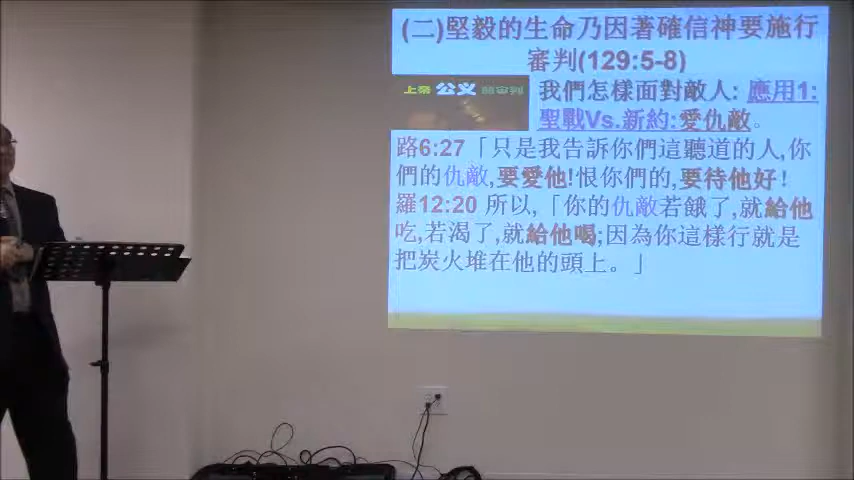 (二)堅毅的生命乃因著確信神要施行
審判(129:5-8)
上帝 公义
我們怎樣面對敵人: 應用1:
聖戰Vs.新約:愛仇敵。
路6:27「只是我告訴你們這聽道的人,你
們的仇敵,要愛他!恨你們的,要待他好!
羅12:20 所以,「你的仇敵若餓了,就給他
吃,若渴了,就給他喝;因為你這樣行就是
把炭火堆在他的頭上。」